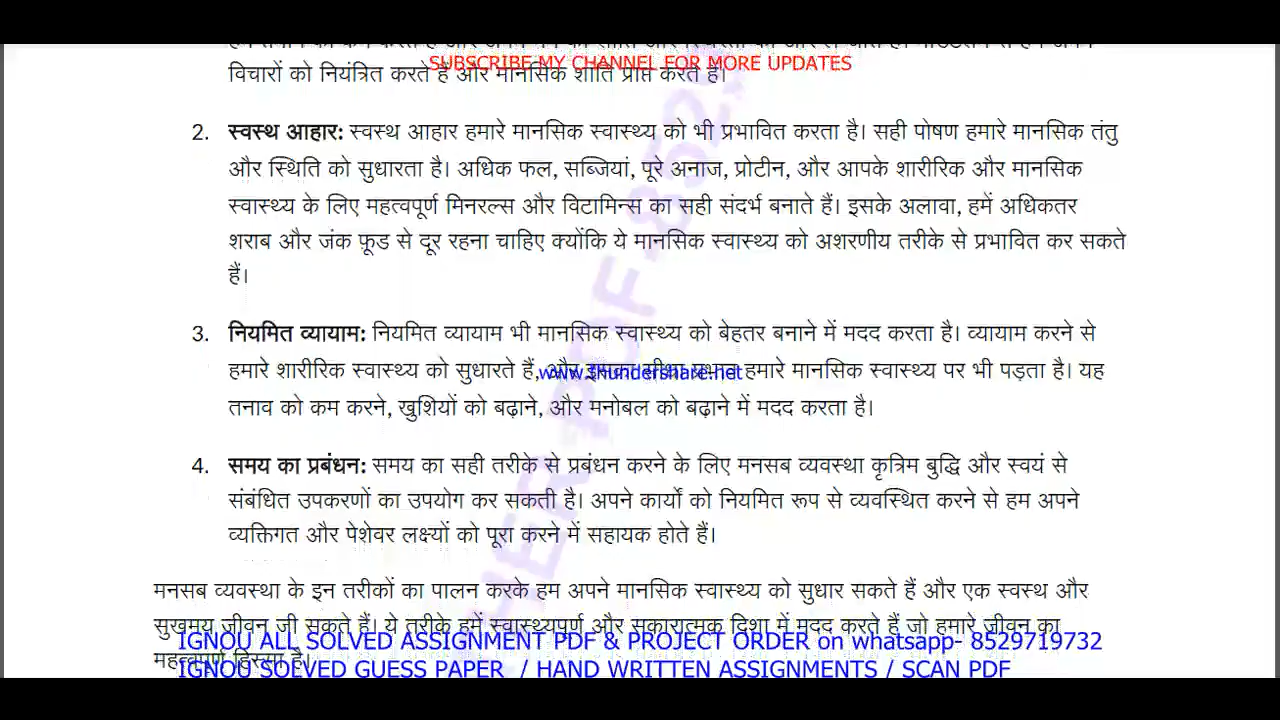 SUBSCRIBE MY CHANNEL FOR MORE UPDATES
विचारों को नियंत्रित करते हैं और मानसिक शांति प्राप्त करते हैं।
2. स्वस्थ आहार: स्वस्थ आहार हमारे मानसिक स्वास्थ्य को भी प्रभावित करता है। सही पोषण हमारे मानसिक तंतु
और स्थिति को सुधारता है। अधिक फल, सब्जियां, पूरे अनाज, प्रोटीन, और आपके शारीरिक और मानसिक
स्वास्थ्य के लिए महत्वपूर्ण मिनरल्स और विटामिन्स का सही संदर्भ बनाते हैं। इसके अलावा, हमें अधिकतर
शराब और जंक फूड से दूर रहना चाहिए क्योंकि ये मानसिक स्वास्थ्य को अशरणीय तरीके से प्रभावित कर सकते
हैं।
3. नियमित व्यायाम: नियमित व्यायाम भी मानसिक स्वास्थ्य को बेहतर बनाने में मदद करता है। व्यायाम करने से
हमारे शारीरिक स्वास्थ्य को सुधारते हैं, और हमारे मानसिक स्वास्थ्य पर भी पड़ता है। यह
www.thundershare.net
तनाव को कम करने, खुशियों को बढ़ाने, और मनोबल को बढ़ाने में मदद करता है।
4. समय का प्रबंधन: समय का सही तरीके से प्रबंधन करने के लिए मनसब व्यवस्था कृत्रिम बुद्धि और स्वयं से
संबंधित उपकरणों का उपयोग कर सकती है। अपने कार्यों को नियमित रूप से व्यवस्थित करने से हम अपने
व्यक्तिगत और पेशेवर लक्ष्यों को पूरा करने में सहायक होते हैं।
मनसब व्यवस्था के इन तरीकों का पालन करके हम अपने मानसिक स्वास्थ्य को सुधार सकते हैं और एक स्वस्थ और
सुखमय जीवन जी सकते हैं। ये तरीके हमें स्वास्थ्यपूर्ण और सकारात्मक दिशा में मदद करते हैं जो हमारे जीवन का
IGNOU ALL SOLVED ASSIGNMENT PDF & PROJECT ORDER on whatsapp- 8529719732
महत्वपूर्ण हिस्सा है।
IGNOU SOLVED GUESS PAPER / HAND WRITTEN ASSIGNMENTS / SCAN PDF